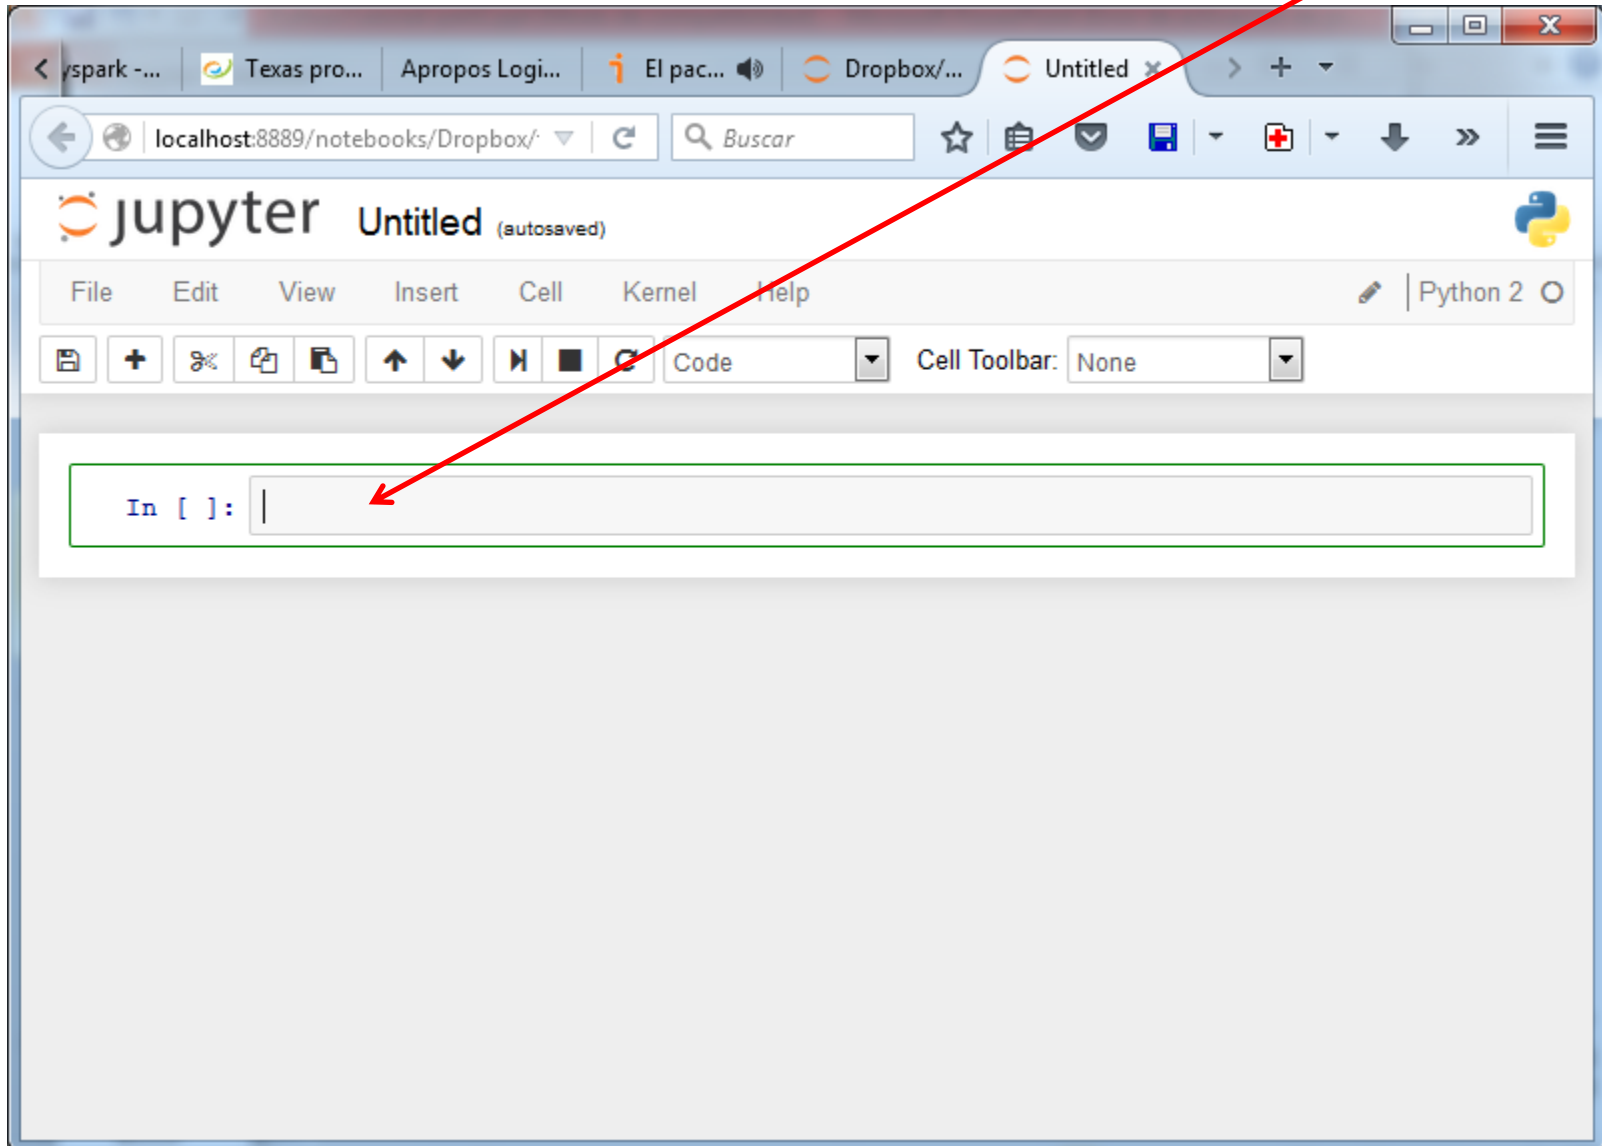 yspark -... Texas pro... Apropos Logi... El pac... Dropbox/... Untitled
localhost:8889/notebooks/Dropbox/ Buscar
jupyter Untitled (autosaved)
File Edit View Insert Cell Kernel Help Python 2
Code Cell Toolbar: None
In [ ]: